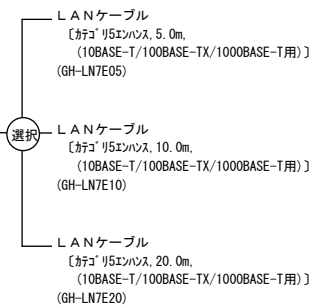 LANケーブル
〔ｶﾃｺﾞﾘ5ｴﾝﾊﾝｽ, 5.0m,
(10BASE-T/100BASE-TX/1000BASE-T用)〕
(GH-LN7E05)
選択
LANケーブル
〔ｶﾃｺﾞﾘ5ｴﾝﾊﾝｽ, 10.0m,
(10BASE-T/100BASE-TX/1000BASE-T用)〕
(GH-LN7E10)
LANケーブル
〔ｶﾃｺﾞﾘ5ｴﾝﾊﾝｽ, 20.0m,
(10BASE-T/100BASE-TX/1000BASE-T用)〕
(GH-LN7E20)